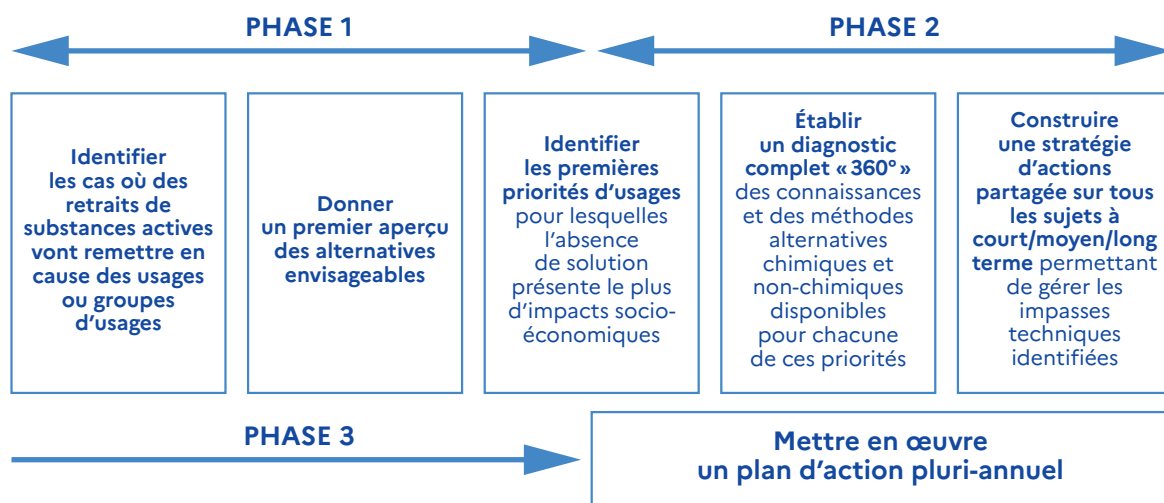 PHASE 1
PHASE 2
Identifier
les cas où des
retraits de
substances actives
vont remettre en
cause des usages
ou groupes
d'usages
Donner
un premier aperçu
des alternatives
envisageables
Identifier
les premières
priorités d'usages
pour lesquelles
l'absence
de solution
présente le plus
d'impacts socio-
économiques
Établir
un diagnostic
complet « 360° »
des connaissances
et des méthodes
alternatives
chimiques et
non-chimiques
disponibles
pour chacune
de ces priorités
Construire
une stratégie
d'actions
partagée sur tous
les sujets à
court/moyen/long
terme permettant
de gérer les
impasses
techniques
identifiées
PHASE 3
Mettre en œuvre
un plan d'action pluri-annuel